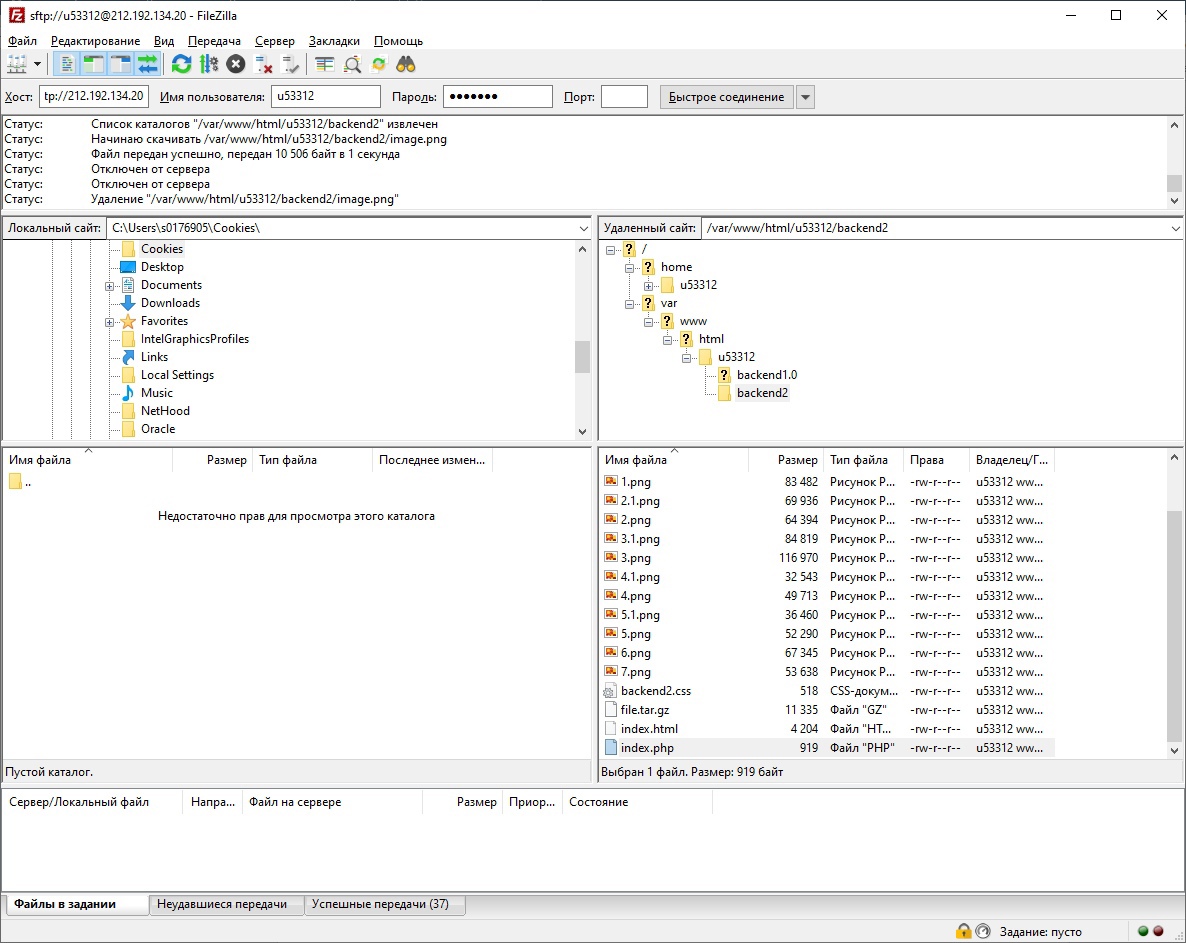 sftp://u53312@212.192.134.20 - FileZilla
Файл Редактирование Вид Передача Сервер Закладки Помощь
Хост: tp://212.192.134.20 Имя пользователя: u53312 Пароль: ●●●●●●● Порт: Быстрое соединение
Статус: Список каталогов "/var/www/html/u53312/backend2" извлечен
Статус: Начинаю скачивать /var/www/html/u53312/backend2/image.png
Статус: Файл передан успешно, передан 10 506 байт в 1 секунда
Статус: Отключен от сервера
Статус: Отключен от сервера
Статус: Удаление "/var/www/html/u53312/backend2/image.png"
Локальный сайт: C:\Users\s0176905\Cookies\
Cookies
Desktop
Documents
Downloads
Favorites
IntelGraphicsProfiles
Links
Local Settings
Music
NetHood
Oracle
Удаленный сайт: /var/www/html/u53312/backend2
/
home
u53312
var
www
html
u53312
backend1.0
backend2
Имя файла Размер Тип файла Последнее измен...
..
Недостаточно прав для просмотра этого каталога
Пустой каталог.
Имя файла Размер Тип файла Права Владелец/Г...
1.png 83 482 Рисунок P... -rw-r--r-- u53312 ww...
2.1.png 69 936 Рисунок P... -rw-r--r-- u53312 ww...
2.png 64 394 Рисунок P... -rw-r--r-- u53312 ww...
3.1.png 84 819 Рисунок P... -rw-r--r-- u53312 ww...
3.png 116 970 Рисунок P... -rw-r--r-- u53312 ww...
4.1.png 32 543 Рисунок P... -rw-r--r-- u53312 ww...
4.png 49 713 Рисунок P... -rw-r--r-- u53312 ww...
5.1.png 36 460 Рисунок P... -rw-r--r-- u53312 ww...
5.png 52 290 Рисунок P... -rw-r--r-- u53312 ww...
6.png 67 345 Рисунок P... -rw-r--r-- u53312 ww...
7.png 53 638 Рисунок P... -rw-r--r-- u53312 ww...
backend2.css 518 CSS-докум... -rw-r--r-- u53312 ww...
file.tar.gz 11 335 Файл "GZ" -rw-r--r-- u53312 ww...
index.html 4 204 Файл "HT... -rw-r--r-- u53312 ww...
index.php 919 Файл "PHP" -rw-r--r-- u53312 ww...
Выбран 1 файл. Размер: 919 байт
Сервер/Локальный файл Напра... Файл на сервере Размер Приор... Состояние
Файлы в задании Неудавшиеся передачи Успешные передачи (37)
Задание: пусто